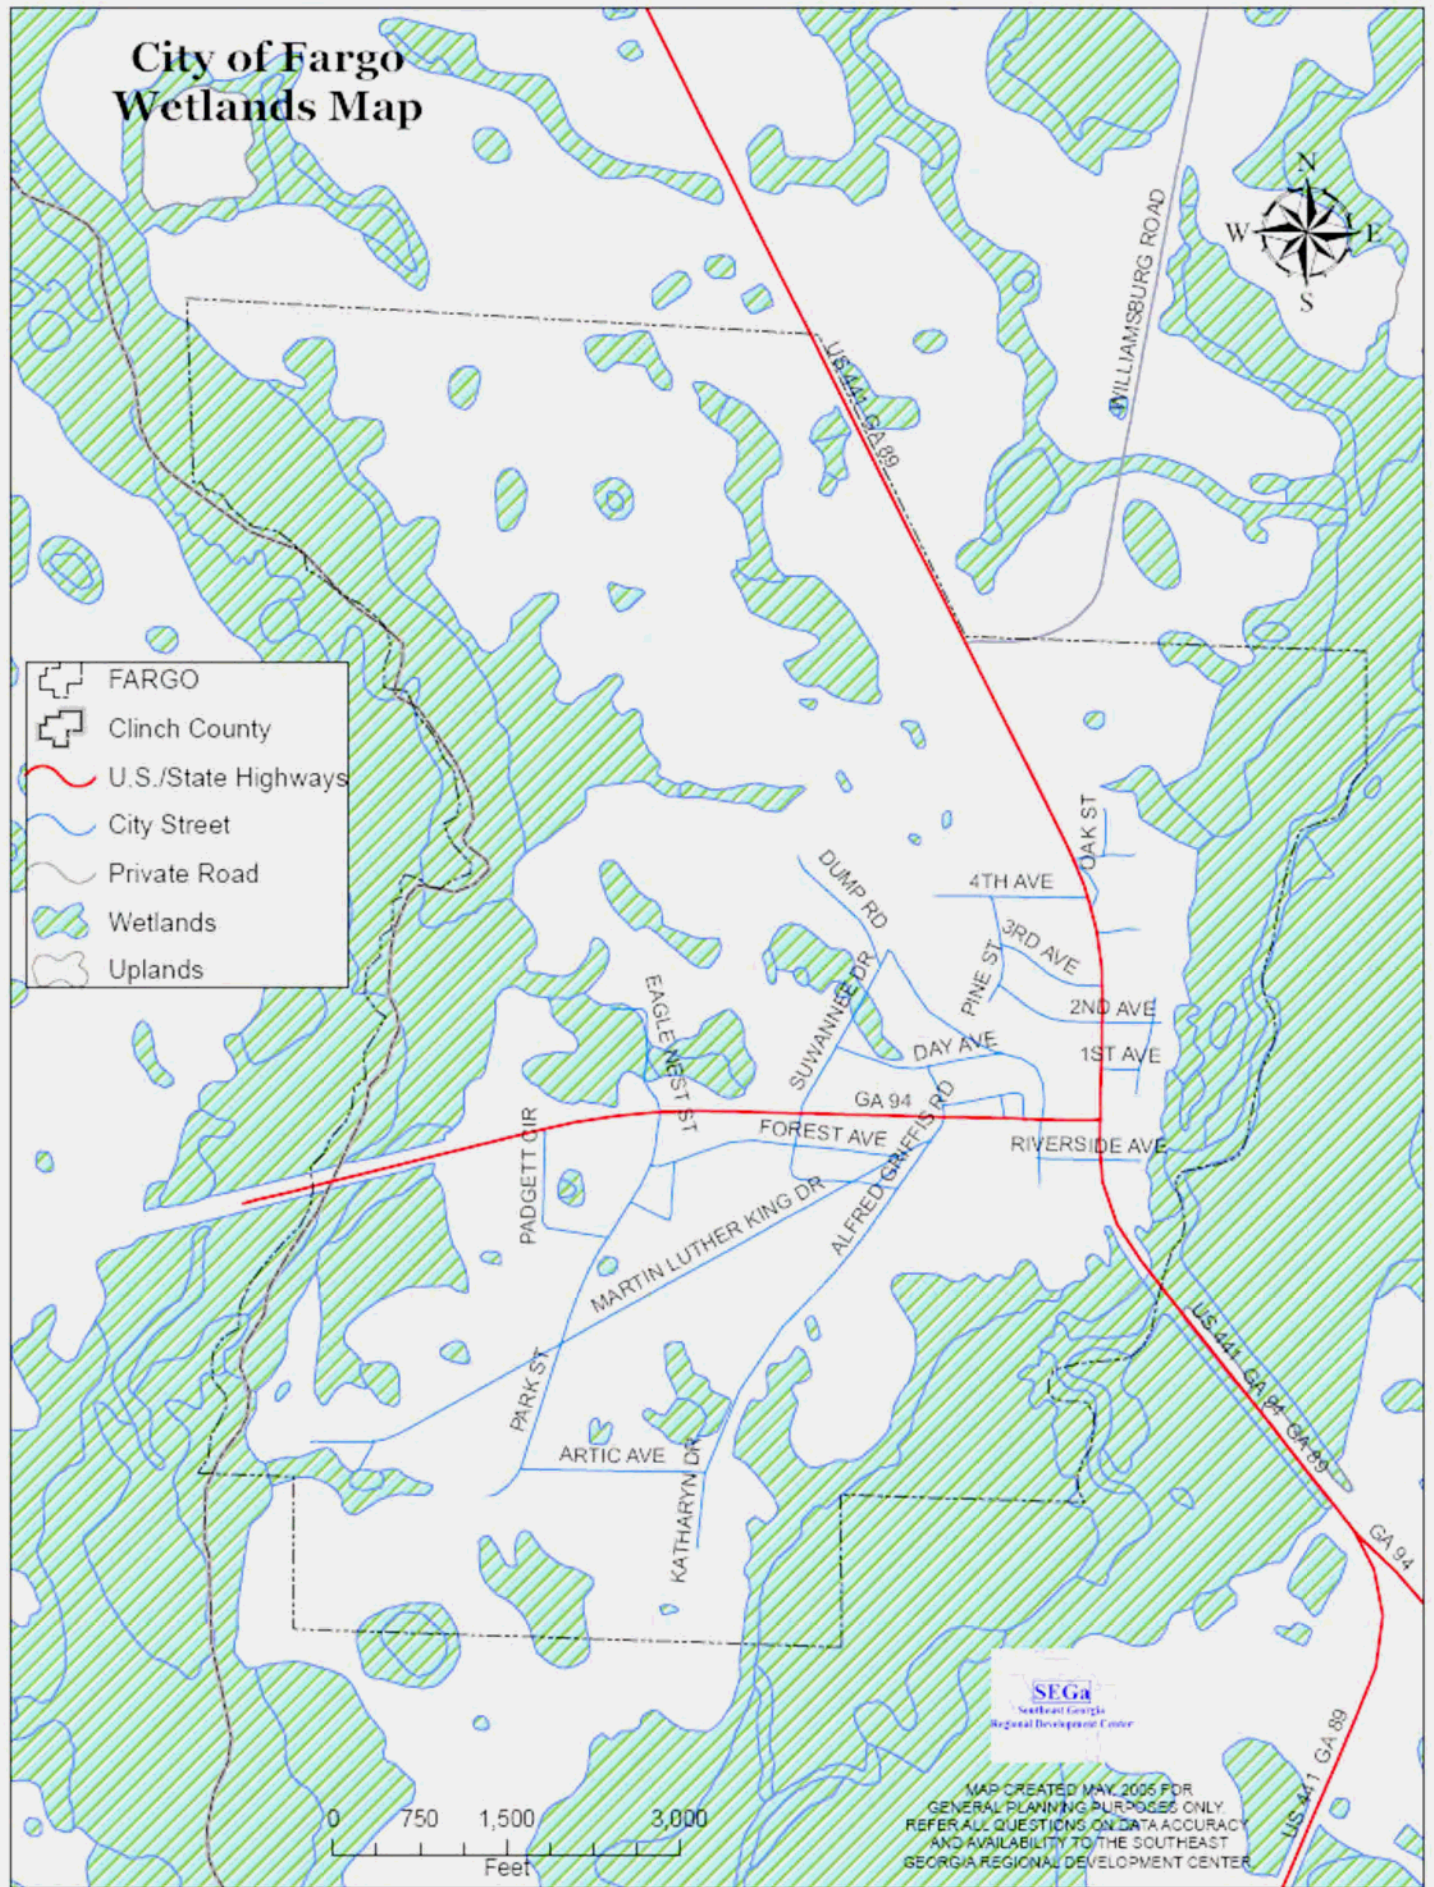 City of Fargo
Wetlands Map
N
W
E
S
WILLIAMSBURG ROAD
US 441 GA 89
FARGO
Clinch County
U.S./State Highways
City Street
Private Road
Wetlands
Uplands
OAK ST
DUMP RD
4TH AVE
3RD AVE
PINE ST
SUWANNEE DR
EAGLE NEST ST
2ND AVE
DAY AVE
1ST AVE
GA 94
PADGETT CIR
FOREST AVE
RIVERSIDE AVE
ALFRED GRIFFIS RD
MARTIN LUTHER KING DR
US 441 GA 94 GA 89
PARK ST
ARTIC AVE
KATHARYN DR
GA 94
SEGa
Southeast Georgia
Regional Development Center
US 441 GA 89
MAP CREATED MAY, 2005 FOR
GENERAL PLANNING PURPOSES ONLY.
REFER ALL QUESTIONS ON DATA ACCURACY
AND AVAILABILITY TO THE SOUTHEAST
GEORGIA REGIONAL DEVELOPMENT CENTER
0 750 1,500 3,000
Feet